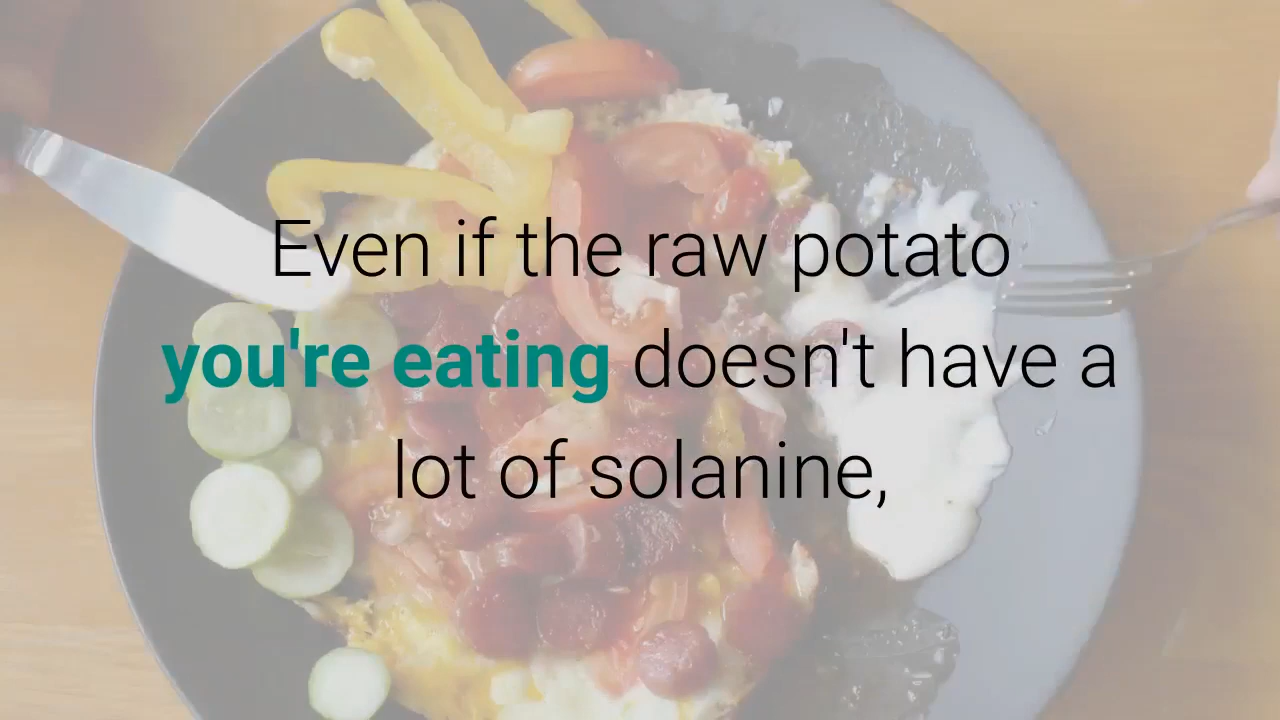 Even if the raw potato
you're eating doesn't have a
lot of solanine,